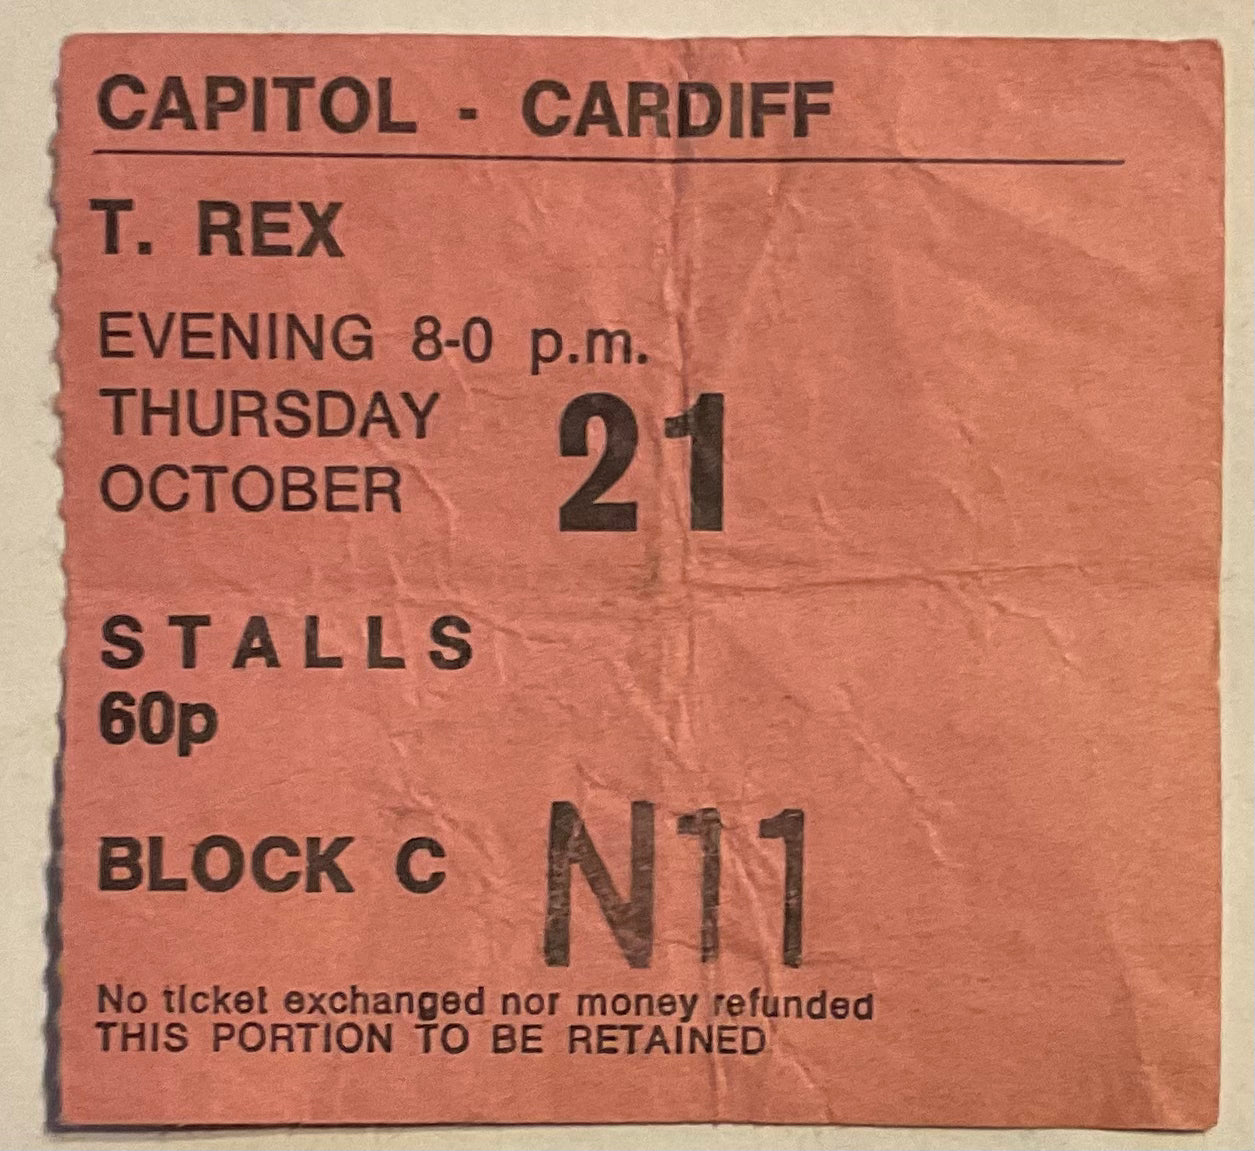 CAPITOL - CARDIFF
T. REX
EVENING 8-0 p.m.
THURSDAY 21
OCTOBER
STALLS
60p
BLOCK C N11
No ticket exchanged nor money refunded
THIS PORTION TO BE RETAINED